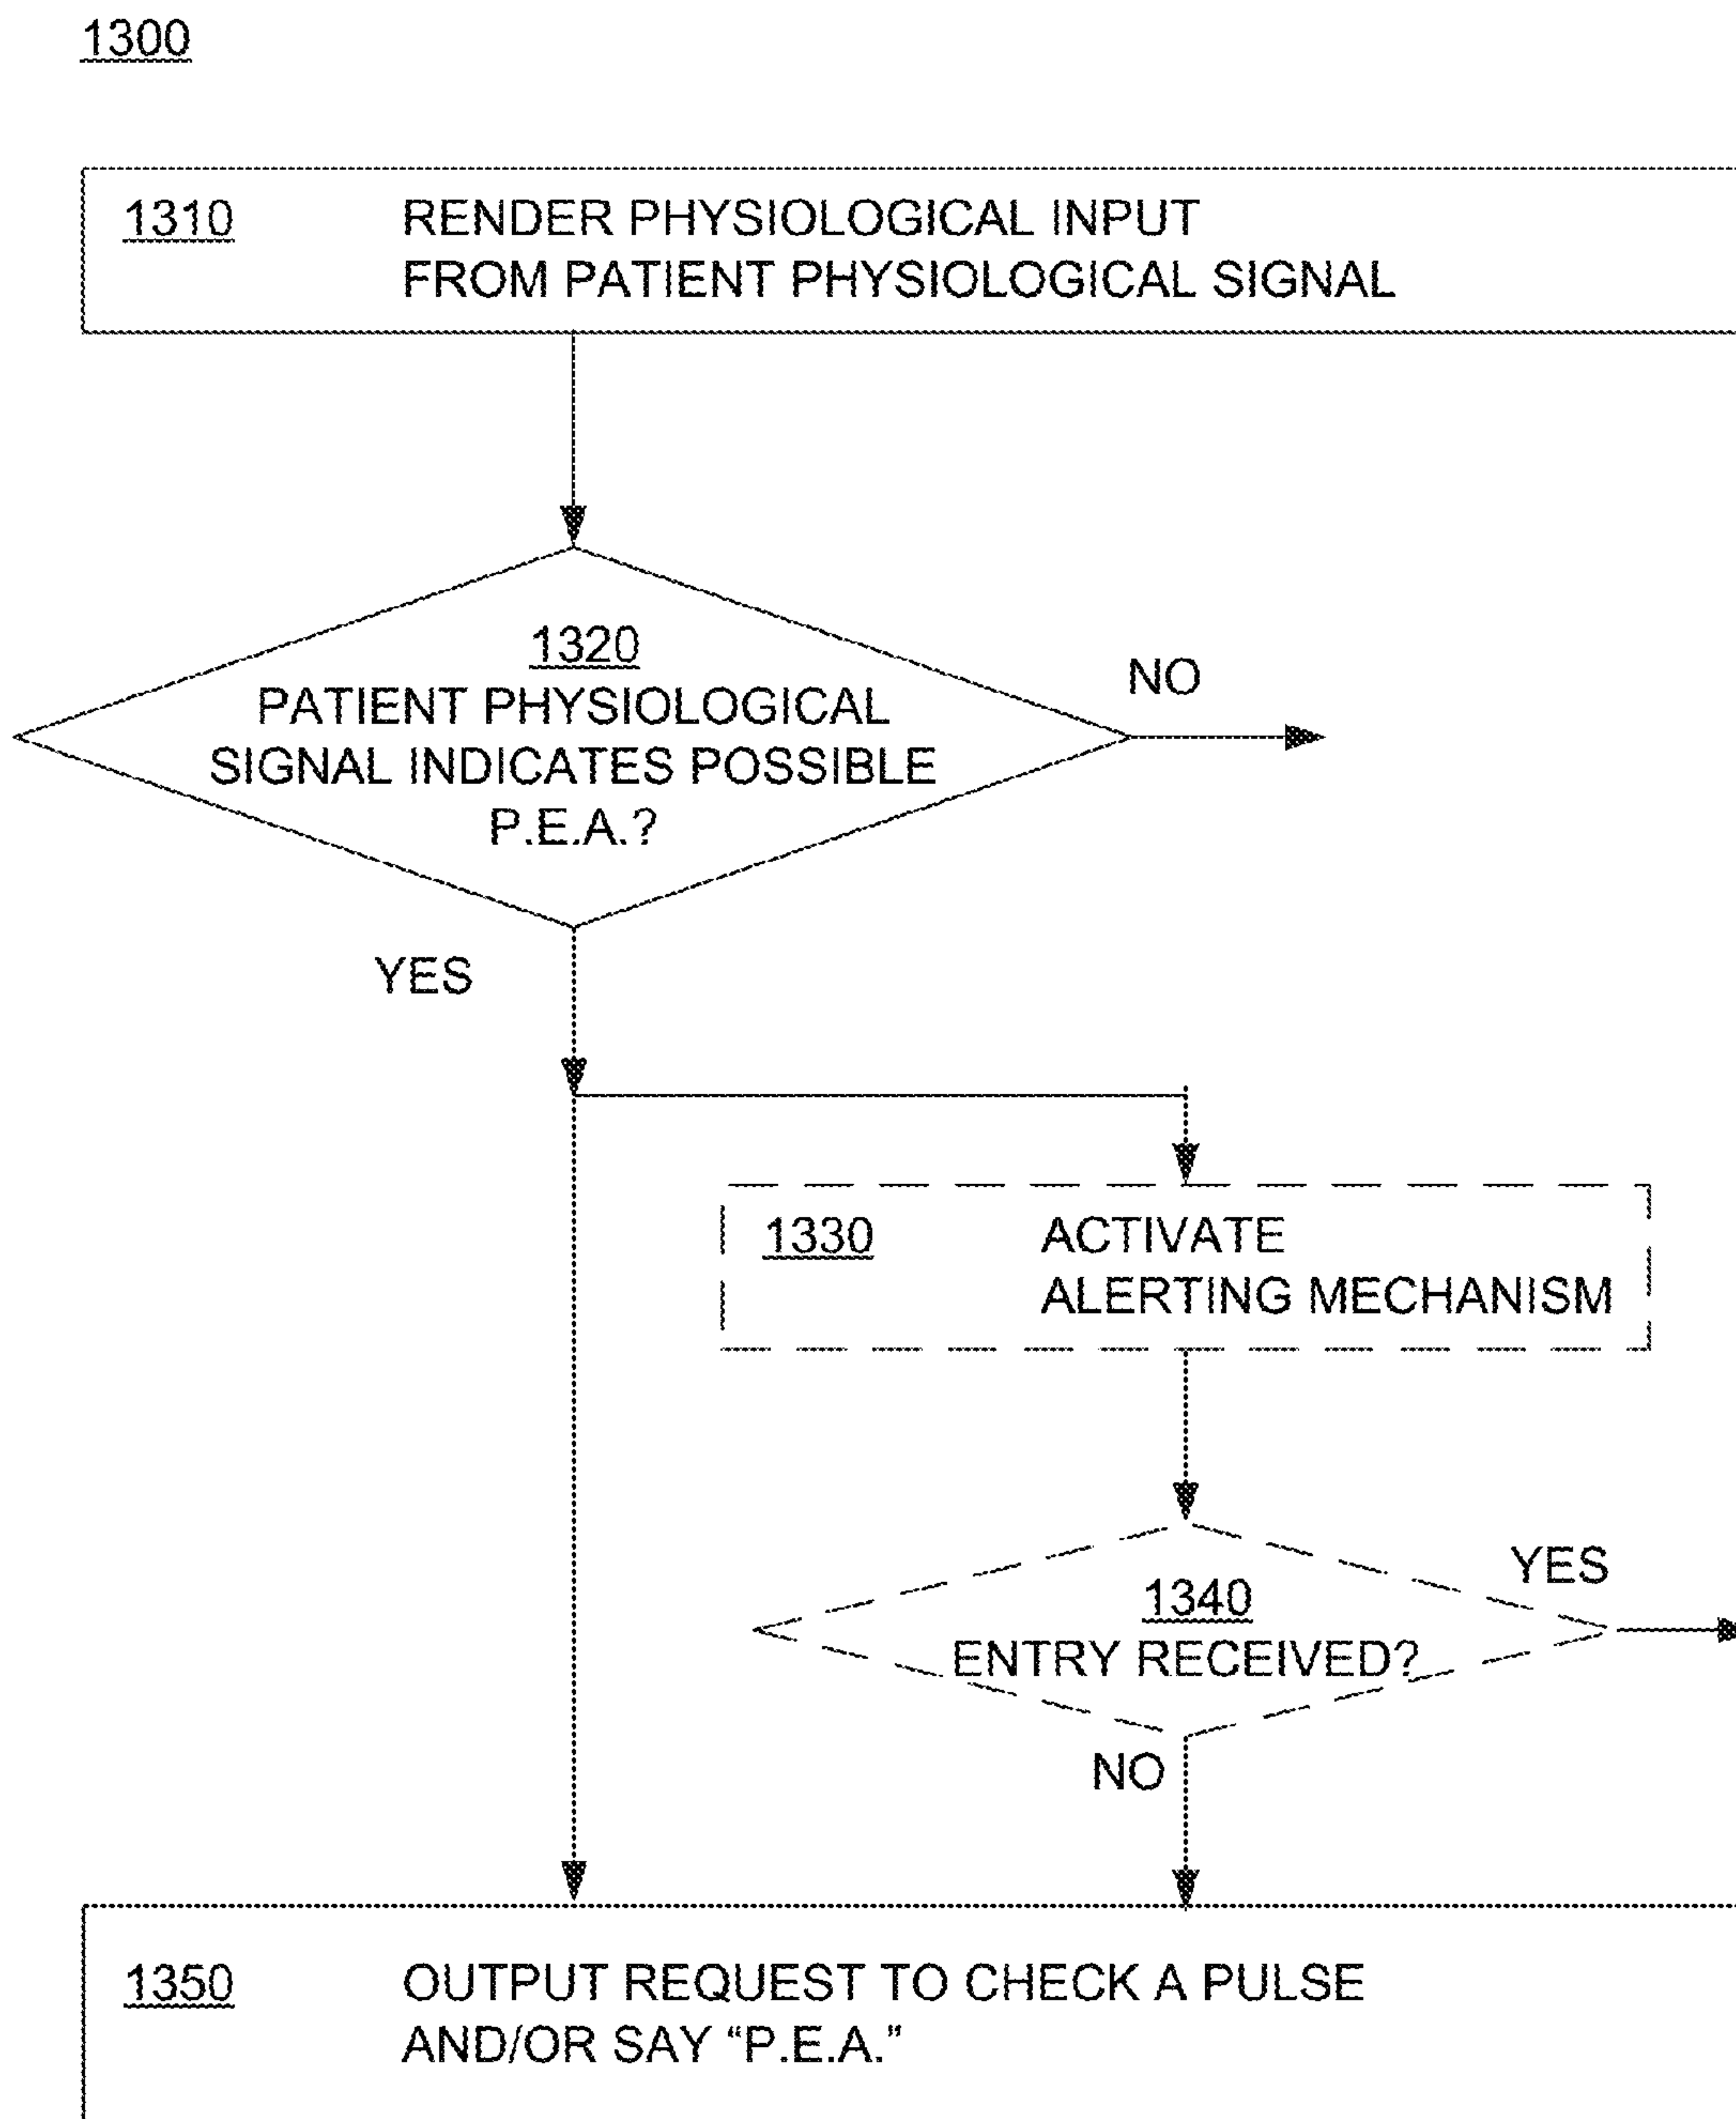 1300
1310 RENDER PHYSIOLOGICAL INPUT
FROM PATIENT PHYSIOLOGICAL SIGNAL
1320
PATIENT PHYSIOLOGICAL
SIGNAL INDICATES POSSIBLE
P.E.A.?
NO
YES
1330 ACTIVATE
ALERTING MECHANISM
1340
ENTRY RECEIVED?
YES
NO
1350 OUTPUT REQUEST TO CHECK A PULSE
AND/OR SAY “P.E.A.”